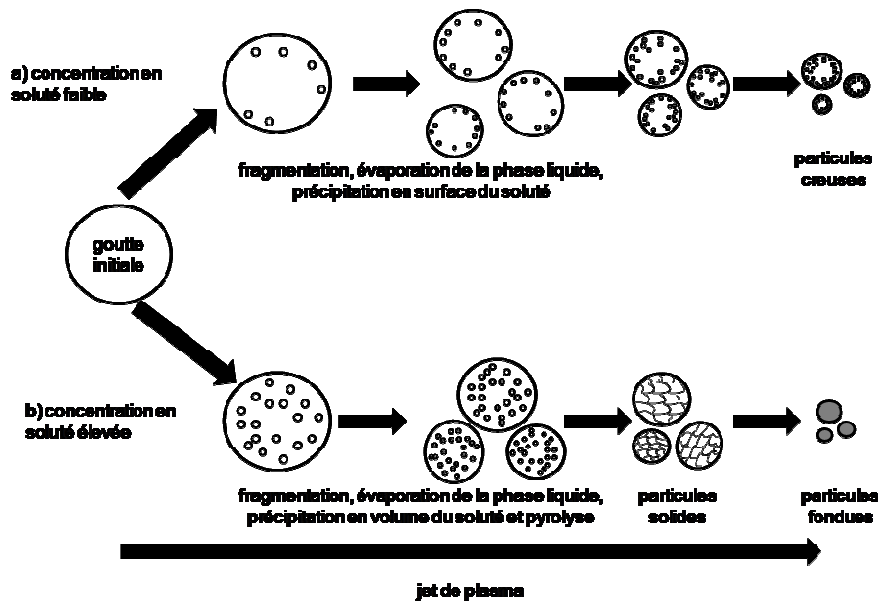 a) concentration en
soluté faible
fragmentation, évaporation de la phase liquide,
précipitation en surface du soluté
particules
creuses
goutte
initiale
b) concentration en
soluté élevée
fragmentation, évaporation de la phase liquide,
précipitation en volume du soluté et pyrolyse
particules
solides
particules
fondues
jet de plasma